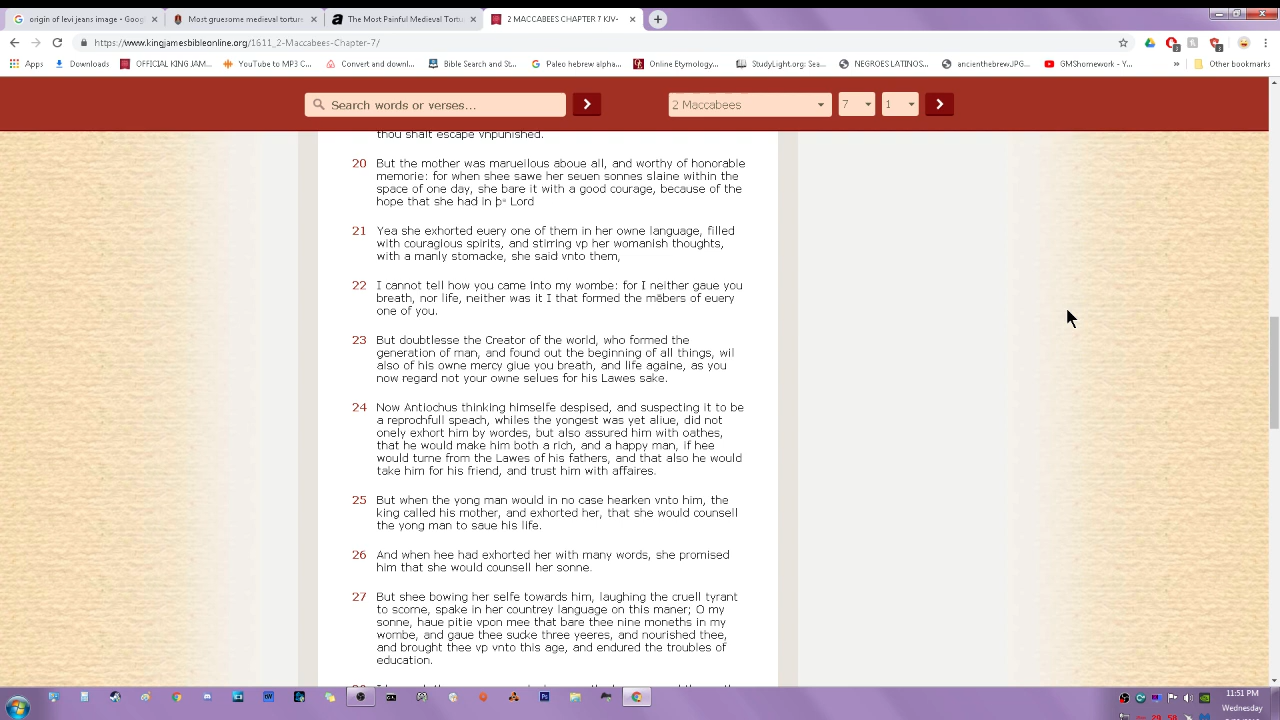 origin of levi jeans image - Goog
Most gruesome medieval torture
The Most Painful Medieval Tortu
2 MACCABEES CHAPTER 7 KJV
https://www.kingjamesbibleonline.org/1611_2-Maccabees-Chapter-7/
Apps
Downloads
OFFICIAL KING JAM...
YouTube to MP3 C...
Convert and downl...
Bible Search and S...
Paleo hebrew alpha...
Online Etymology...
StudyLight.org: Sea...
NEGROES LATINOS...
ancienthebrewJPG...
GMShomework - Y...
»
Other bookmarks
Search words or verses...
2 Maccabees
7
1
thou shalt escape vnpunished.
20 But the mother was maruellous aboue all, and worthy of honorable
memorie: for when shee sawe her seuen sonnes slaine within the
space of one day, she bare it with a good courage, because of the
hope that she had in þᵉ Lord
21 Yea she exhorted euery one of them in her owne language, filled
with couragious spirits, and stirring vp her womanish thoughts,
with a manly stomacke, she said vnto them,
22 I cannot tell how you came into my wombe: for I neither gaue you
breath, nor life, neither was it I that formed the mēbers of euery
one of you.
23 But doubtlesse the Creator of the world, who formed the
generation of man, and found out the beginning of all things, wil
also of his owne mercy giue you breath, and life againe, as you
now regard not your owne selues for his Lawes sake.
24 Now Antiochus thinking himselfe despised, and suspecting it to be
a reprochfull speach, whiles the yongest was yet aliue, did not
onely exhort him by wordes, but also assured him with oathes,
that he would make him both a rich, and a happy man, if hee
would turne from the Lawes of his fathers, and that also he would
take him for his friend, and trust him with affaires.
25 But when the yong man would in no case hearken vnto him, the
king called his mother, and exhorted her, that she would counsell
the yong man to saue his life.
26 And when hee had exhorted her with many words, she promised
him that she would counsell her sonne.
27 But shee bowing her selfe towards him, laughing the cruell tyrant
to scorne, spake in her countrey language on this maner; O my
sonne, haue pitie vpon mee that bare thee nine moneths in my
wombe, and gaue thee sucke three yeeres, and nourished thee,
and brought thee vp vnto this age, and endured the troubles of
education.
11:51 PM
Wednesday